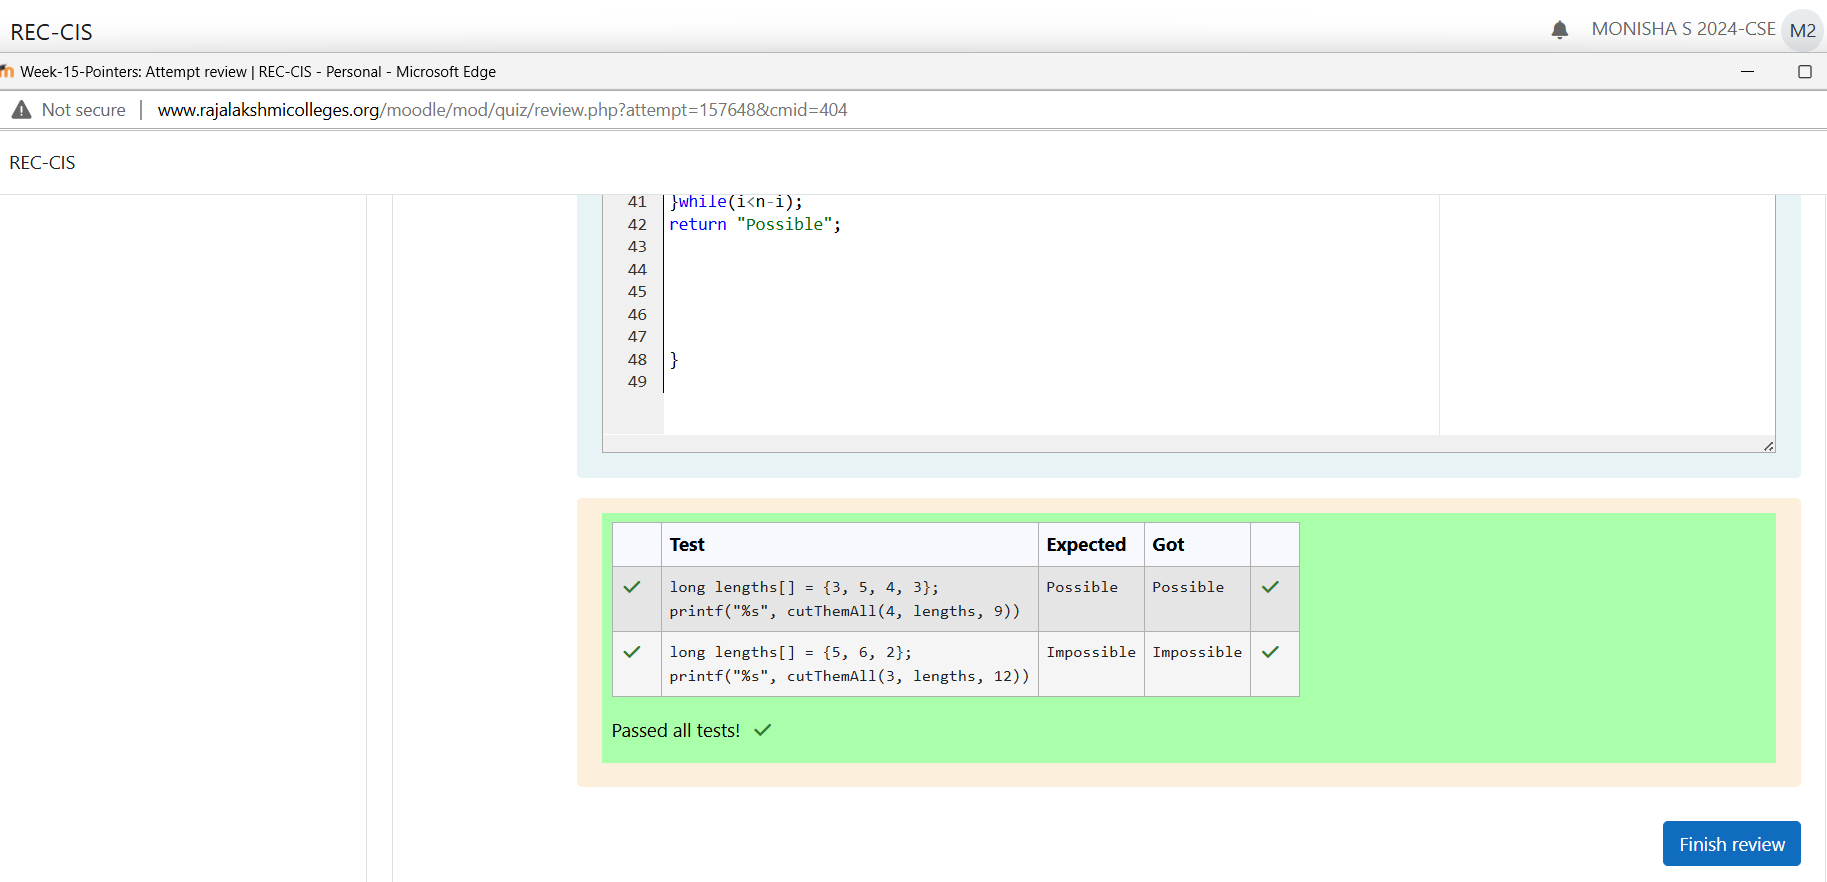 REC-CIS
MONISHA S 2024-CSE M2
Week-15-Pointers: Attempt review | REC-CIS - Personal - Microsoft Edge
Not secure | www.rajalakshmicolleges.org/moodle/mod/quiz/review.php?attempt=157648&cmid=404
REC-CIS
41 }while(i<n-i);
42 return "Possible";
43
44
45
46
47
48 }
49
Test Expected Got
long lengths[] = {3, 5, 4, 3}; Possible Possible
printf("%s", cutThemAll(4, lengths, 9))
long lengths[] = {5, 6, 2}; Impossible Impossible
printf("%s", cutThemAll(3, lengths, 12))
Passed all tests!
Finish review